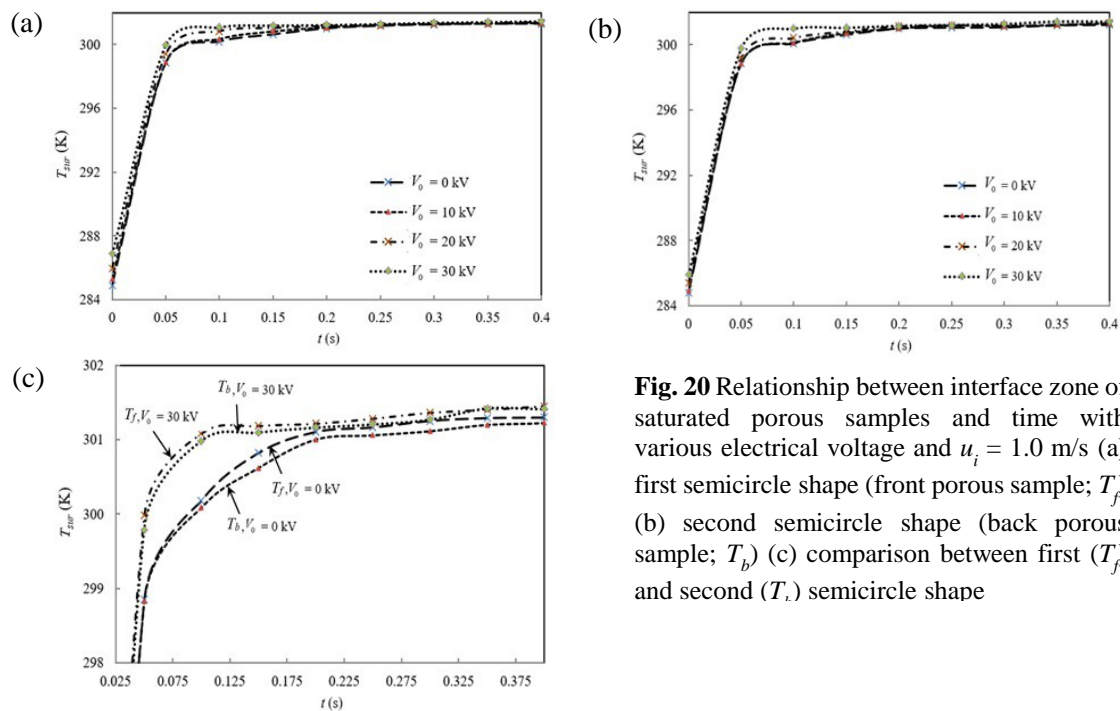 (a)
300
296
292
288
284
T_sur (K)
V_0 = 0 kV
V_0 = 10 kV
V_0 = 20 kV
V_0 = 30 kV
0 0.05 0.1 0.15 0.2 0.25 0.3 0.35 0.4
t (s)
(b)
300
296
292
288
284
T_sur (K)
V_0 = 0 kV
V_0 = 10 kV
V_0 = 20 kV
V_0 = 30 kV
0 0.05 0.1 0.15 0.2 0.25 0.3 0.35 0.4
t (s)
(c)
302
301
300
299
298
T_sur (K)
T_b, V_0 = 30 kV
T_f, V_0 = 30 kV
T_f, V_0 = 0 kV
T_b, V_0 = 0 kV
0.025 0.075 0.125 0.175 0.225 0.275 0.325 0.375
t (s)
Fig. 20 Relationship between interface zone of
saturated porous samples and time with
various electrical voltage and u_i = 1.0 m/s (a)
first semicircle shape (front porous sample; T_f)
(b) second semicircle shape (back porous
sample; T_b) (c) comparison between first (T_f)
and second (T_b) semicircle shape